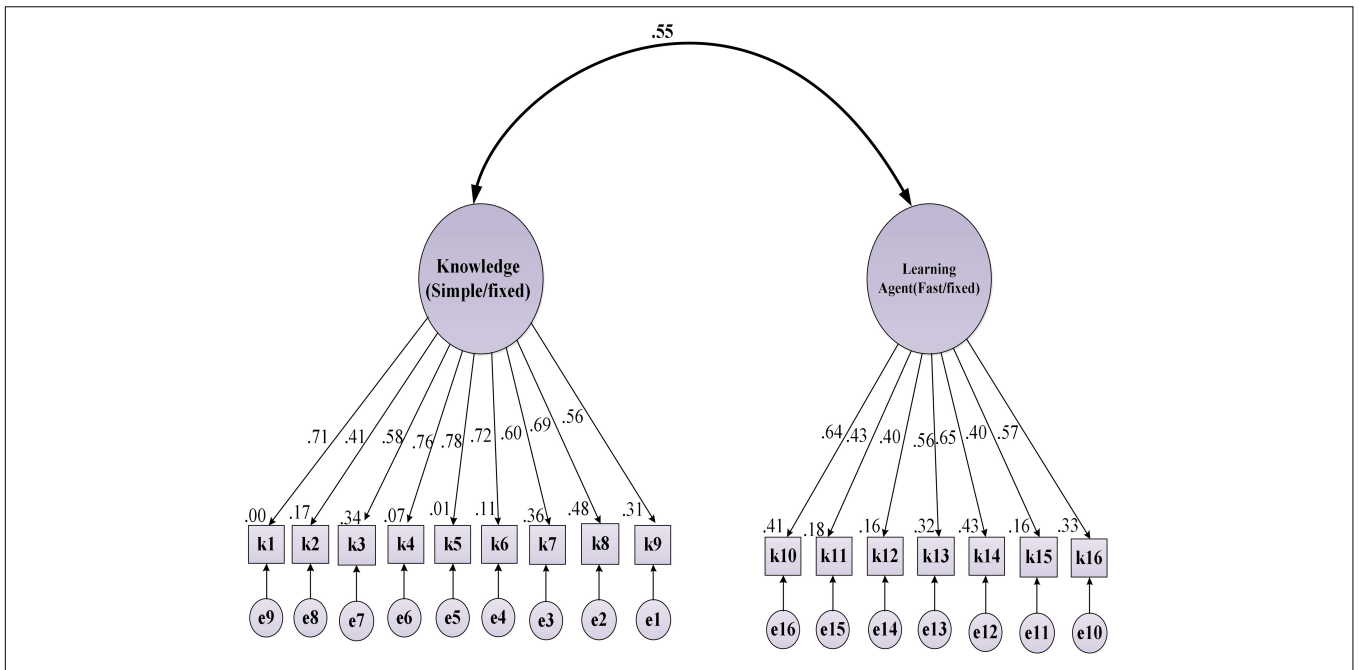 .55
Knowledge
(Simple/fixed)
Learning
Agent(Fast/fixed)
.71 .41 .58 .76 .78 .72 .60 .69 .56
.64 .43 .40 .56 .65 .40 .57
.00 .17 .34 .07 .01 .11 .36 .48 .31
.41 .18 .16 .32 .43 .16 .33
k1 k2 k3 k4 k5 k6 k7 k8 k9
k10 k11 k12 k13 k14 k15 k16
e9 e8 e7 e6 e5 e4 e3 e2 e1
e16 e15 e14 e13 e12 e11 e10